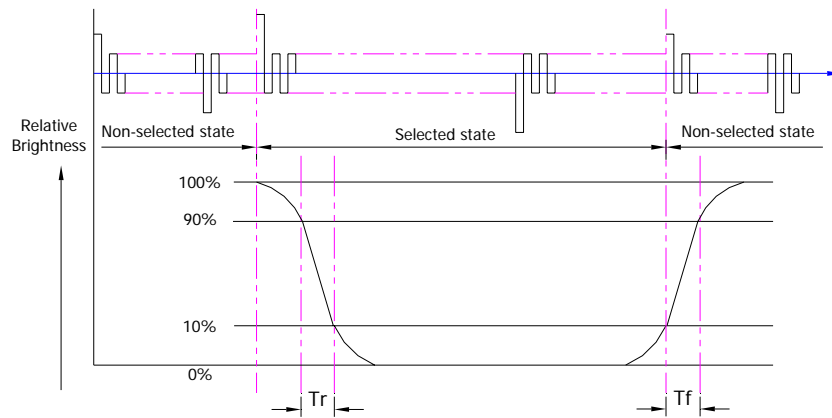 Non-selected state
Selected state
Non-selected state
Relative
Brightness
100%
90%
10%
0%
Tr
Tf